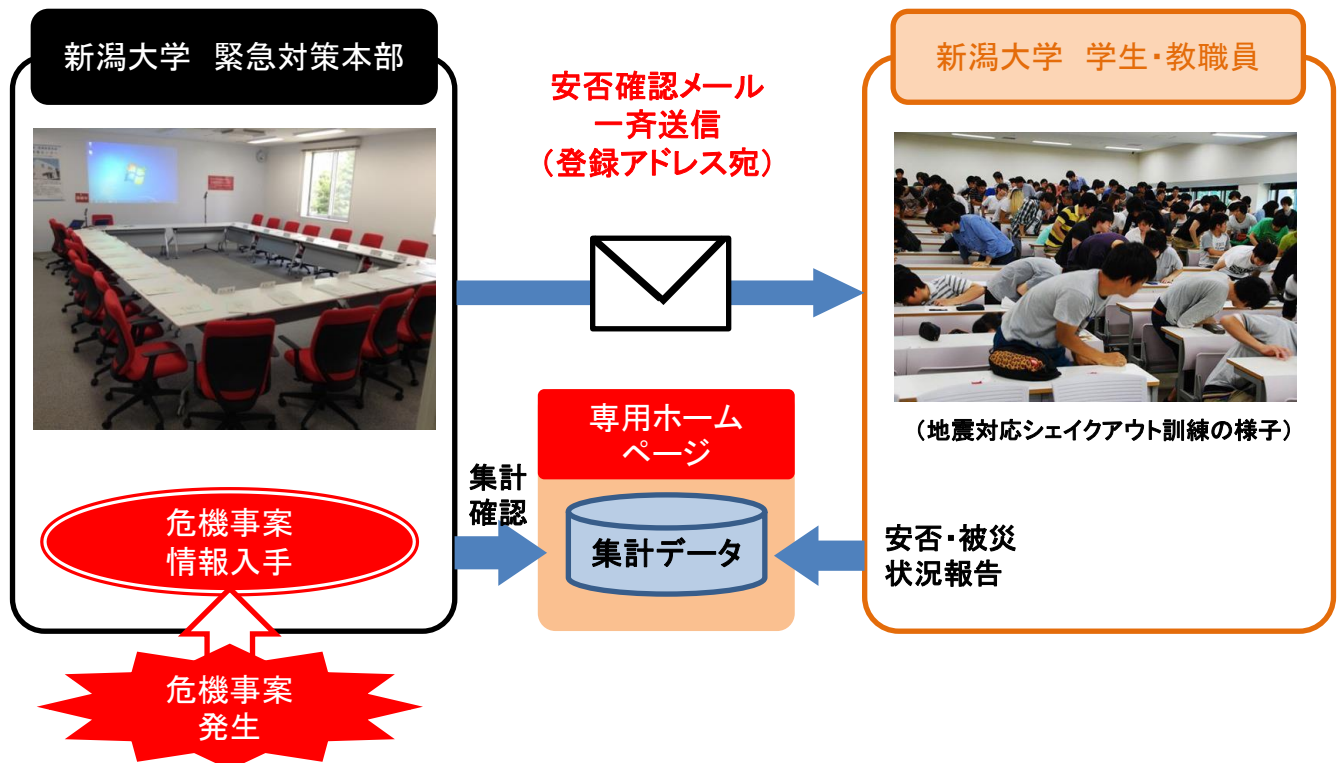 新潟大学　緊急対策本部
安否確認メール
一斉送信
（登録アドレス宛）
新潟大学　学生・教職員
（地震対応シェイクアウト訓練の様子）
専用ホーム
ページ
集計
確認
集計データ
安否・被災
状況報告
危機事案
情報入手
危機事案
発生